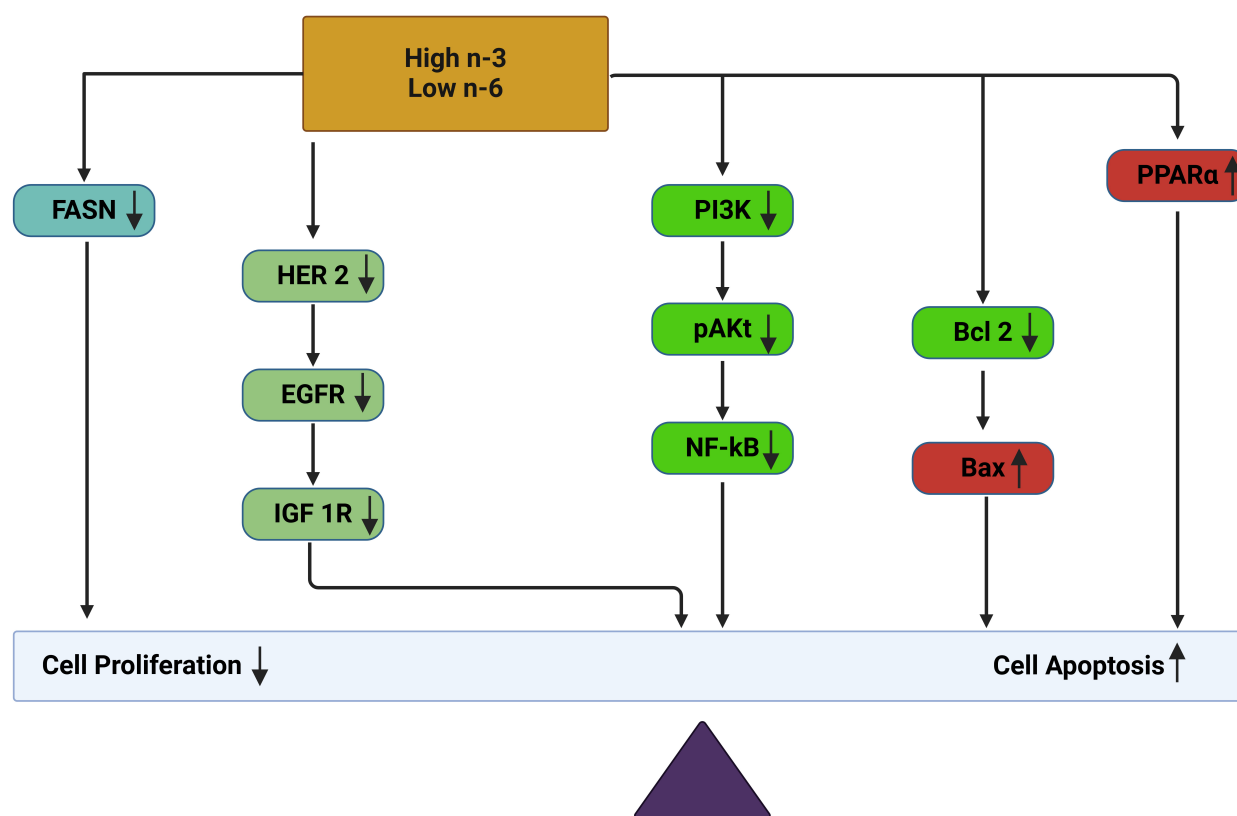 High n-3
Low n-6
FASN
HER 2
EGFR
IGF 1R
PI3K
pAKt
NF-kB
Bcl 2
Bax
PPARα
Cell Proliferation
Cell Apoptosis